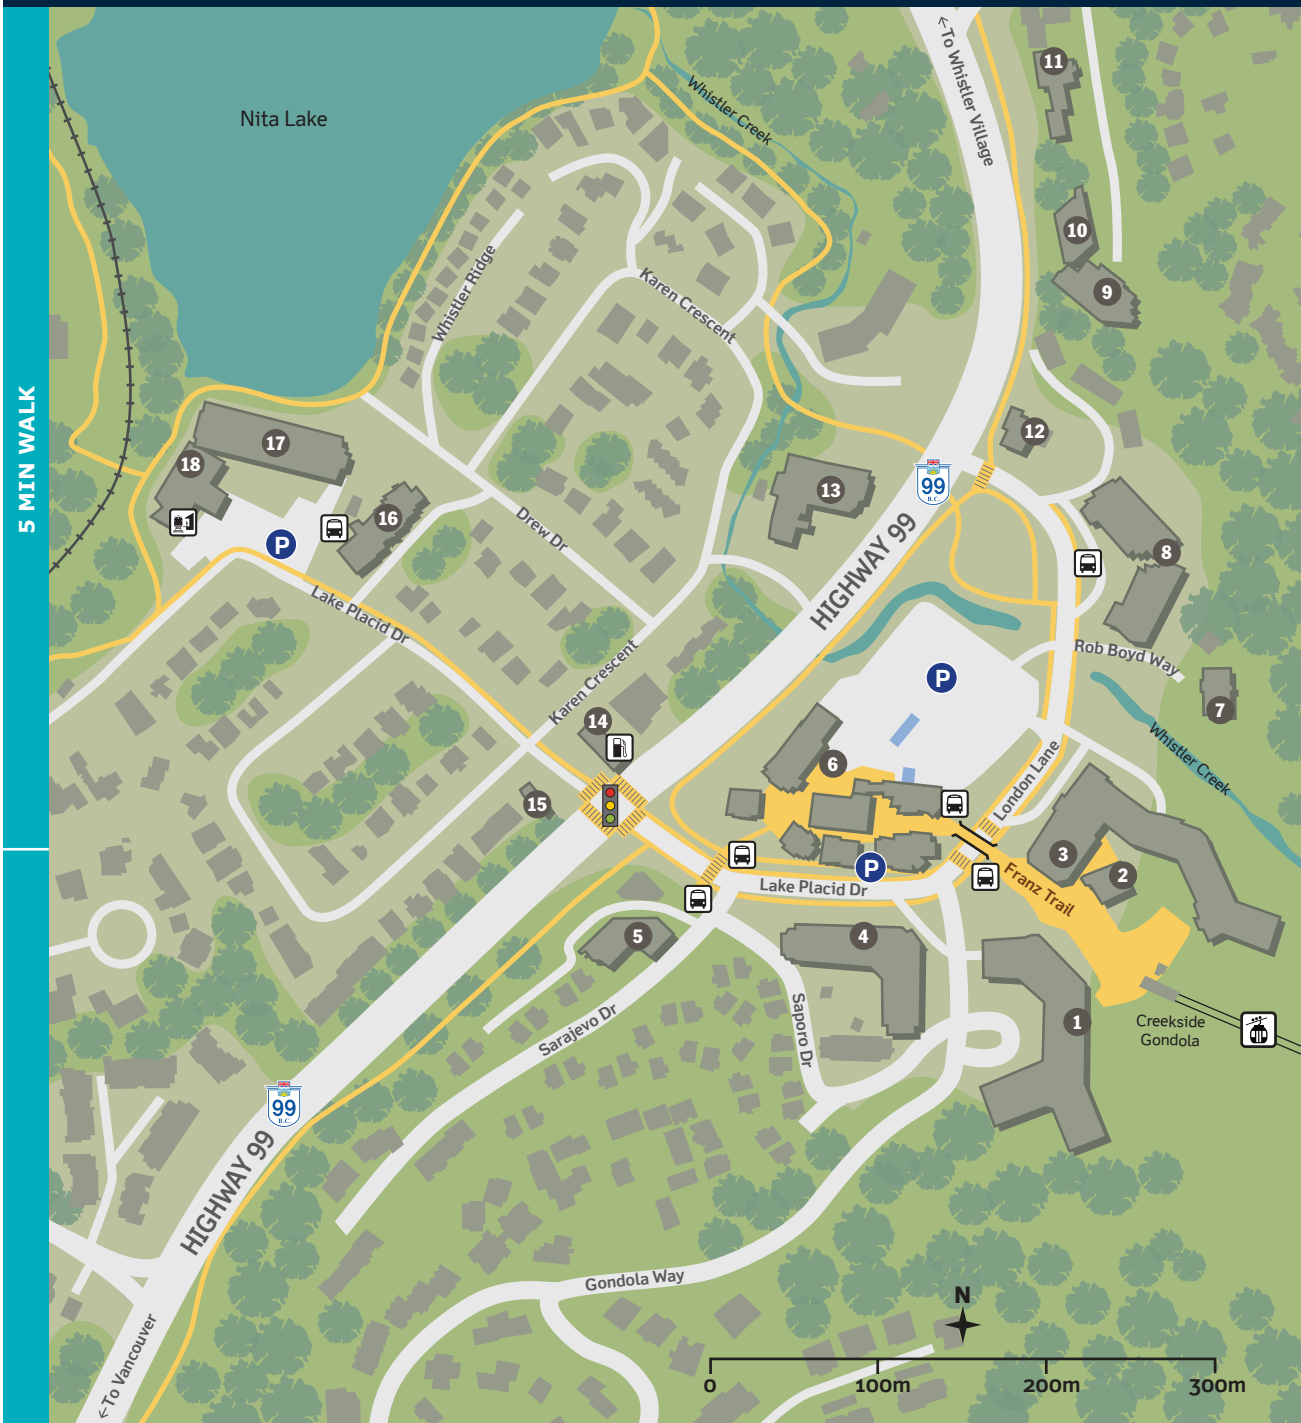 ←To Whistler Village
11
Nita Lake
Whistler Creek
10
Whistler Ridge
Karen Crescent
9
5 MIN WALK
17
12
18
99
B.C.
13
16
P
Drew Dr
HIGHWAY 99
8
Lake Placid Dr
Rob Boyd Way
P
Karen Crescent
7
14
6
Whistler Creek
London Lane
15
3
P
2
Lake Placid Dr
Franz Trail
5
4
Saporo Dr
Sarajevo Dr
1
Creekside
Gondola
99
B.C.
HIGHWAY 99
Gondola Way
N
←To Vancouver
0 100m 200m 300m